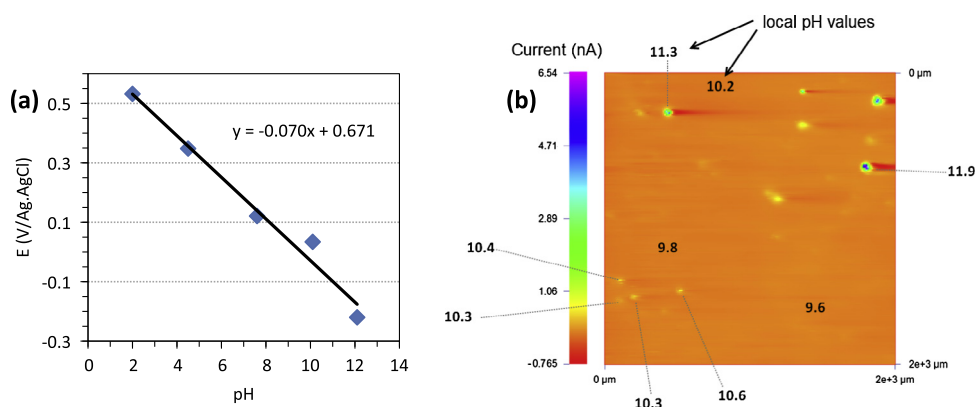 (a)
E (V/Ag.AgCl)
0.5
0.3
0.1
-0.1
-0.3
y = -0.070x + 0.671
0 2 4 6 8 10 12 14
pH
(b)
local pH values
Current (nA)
6.54
4.71
2.89
1.06
-0.765
11.3
10.2
0 µm
11.9
9.8
10.4
9.6
10.3
2e+3 µm
0 µm
2e+3 µm
10.3
10.6